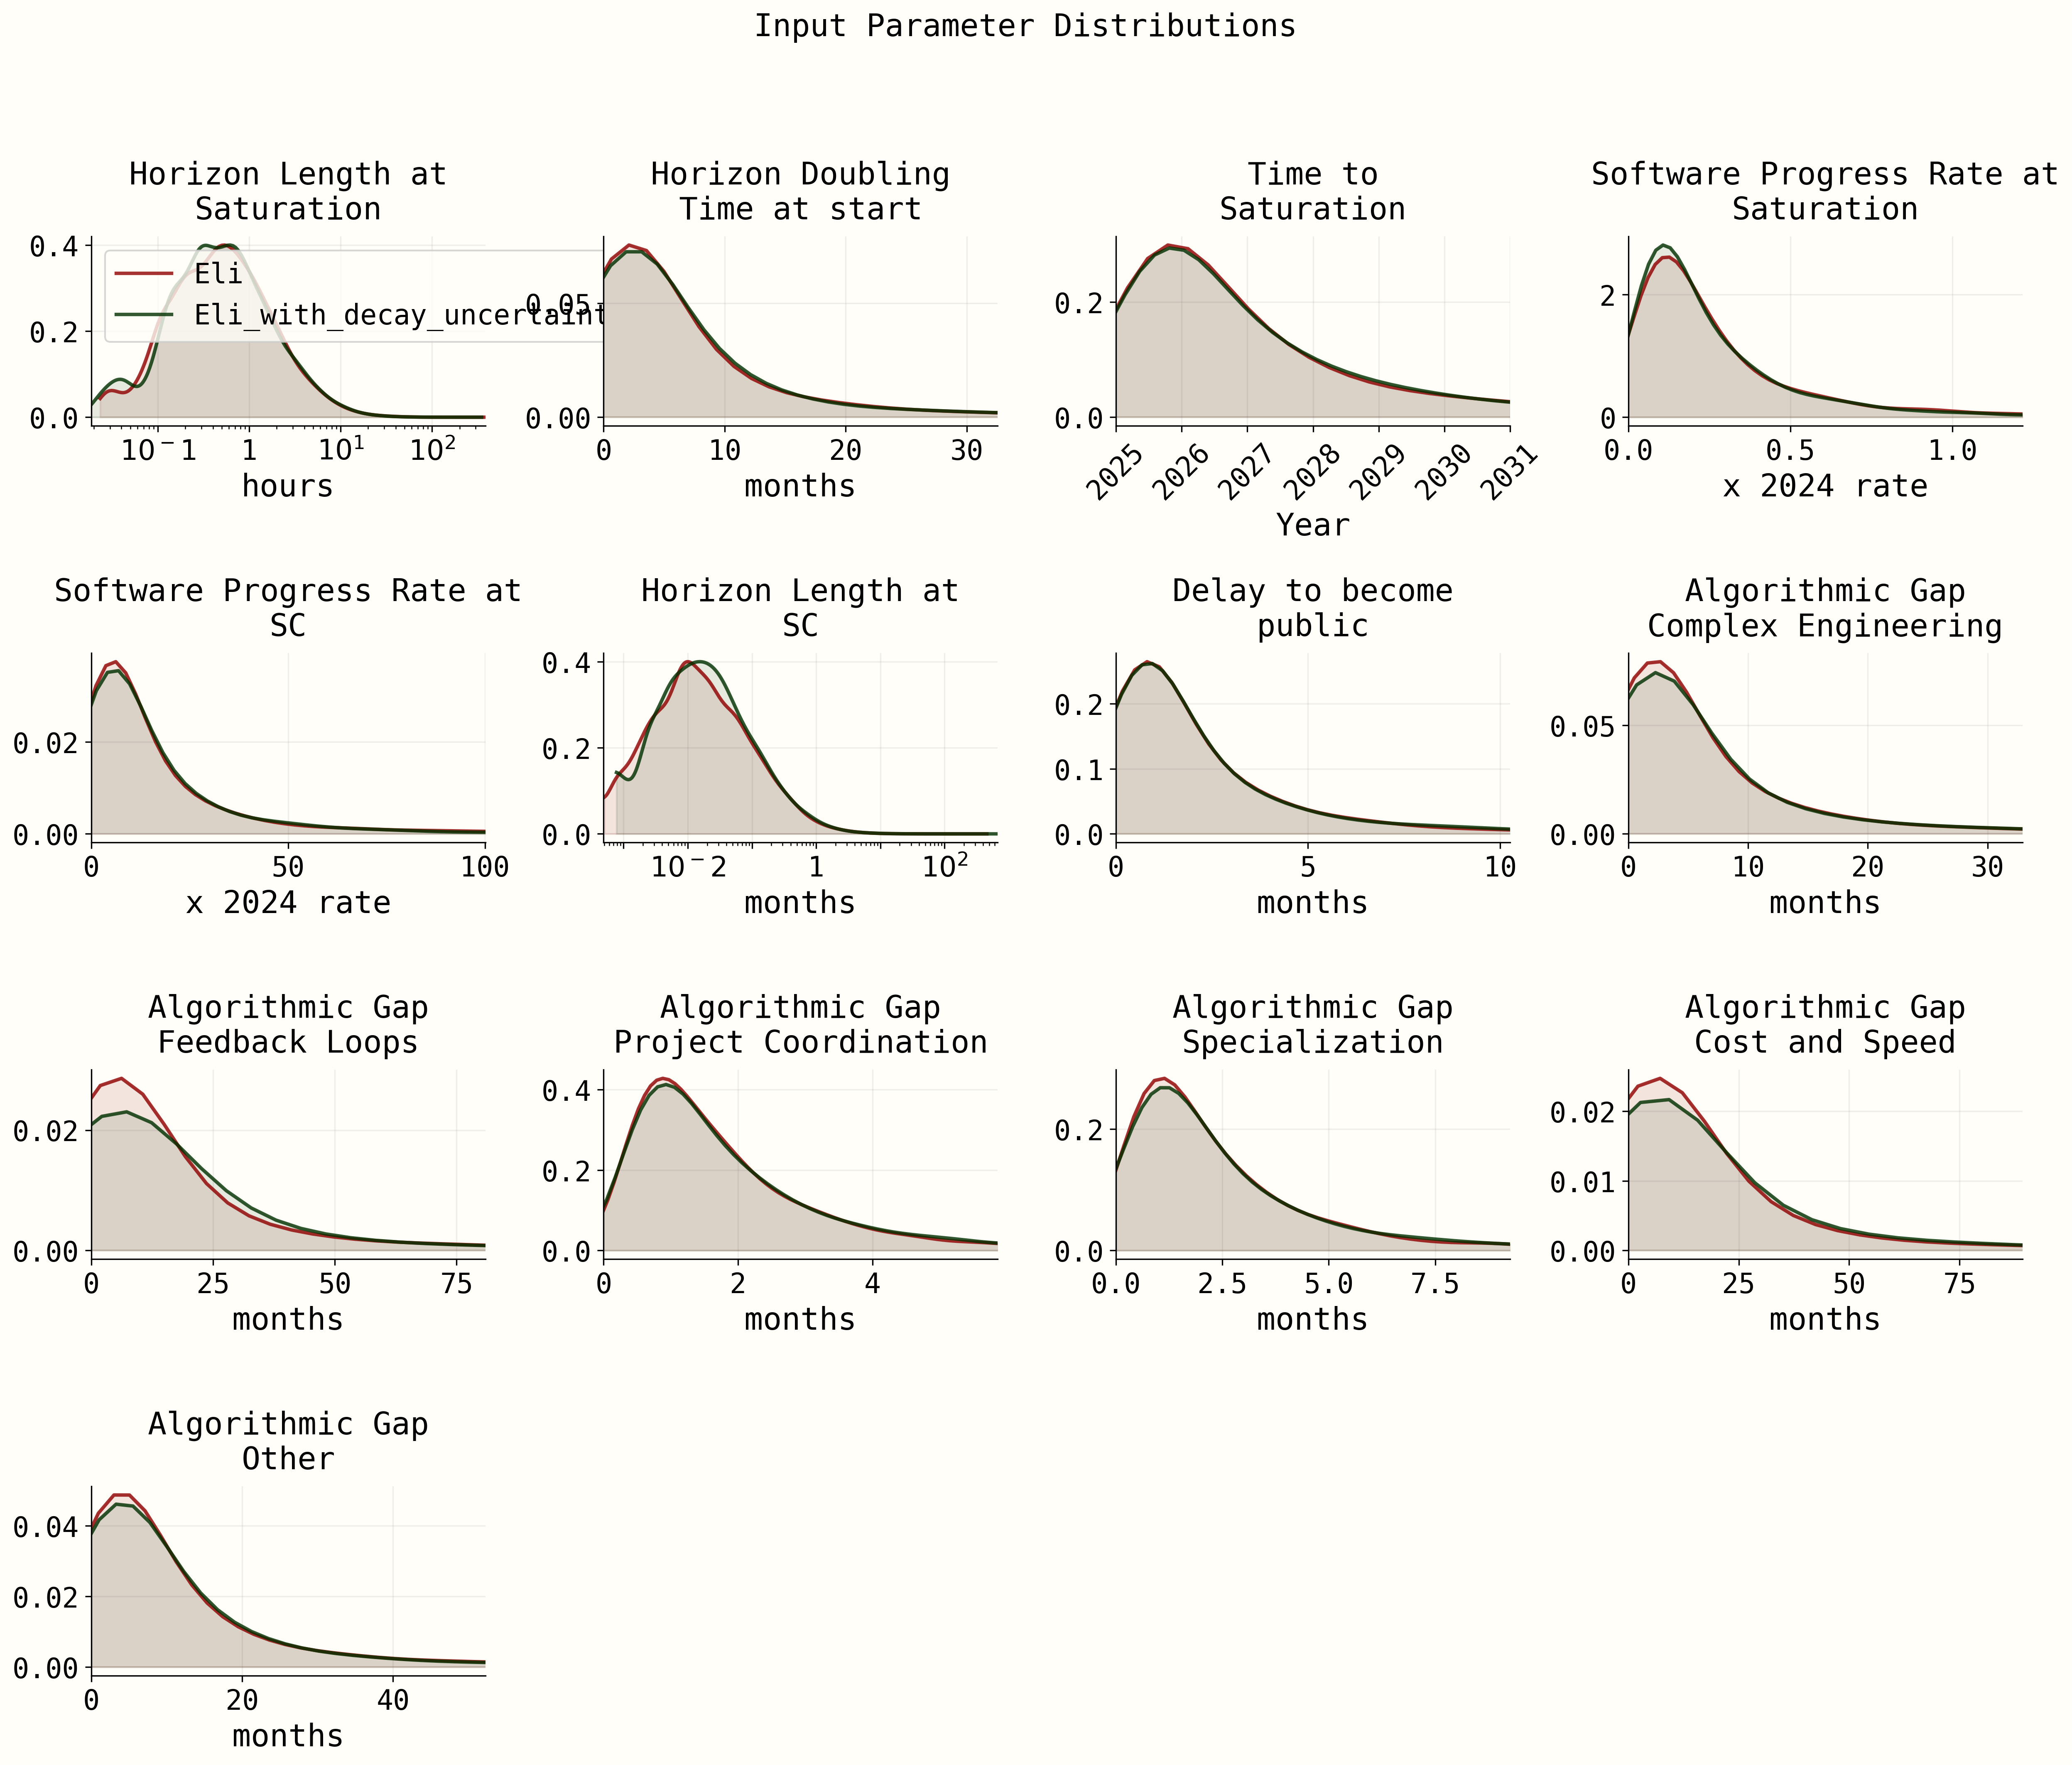 Input Parameter Distributions
Horizon Length at
Saturation
0.4
0.2
0.0
Eli
Eli_with_decay_uncertaint
10⁻1 1 10¹ 10²
hours
Horizon Doubling
Time at start
0.05
0.00
0 10 20 30
months
Time to
Saturation
0.2
0.0
2025 2026 2027 2028 2029 2030 2031
Year
Software Progress Rate at
Saturation
2
0
0.0 0.5 1.0
x 2024 rate
Software Progress Rate at
SC
0.02
0.00
0 50 100
x 2024 rate
Horizon Length at
SC
0.4
0.2
0.0
10⁻2 1 10²
months
Delay to become
public
0.2
0.1
0.0
0 5 10
months
Algorithmic Gap
Complex Engineering
0.05
0.00
0 10 20 30
months
Algorithmic Gap
Feedback Loops
0.02
0.00
0 25 50 75
months
Algorithmic Gap
Project Coordination
0.4
0.2
0.0
0 2 4
months
Algorithmic Gap
Specialization
0.2
0.0
0.0 2.5 5.0 7.5
months
Algorithmic Gap
Cost and Speed
0.02
0.01
0.00
0 25 50 75
months
Algorithmic Gap
Other
0.04
0.02
0.00
0 20 40
months